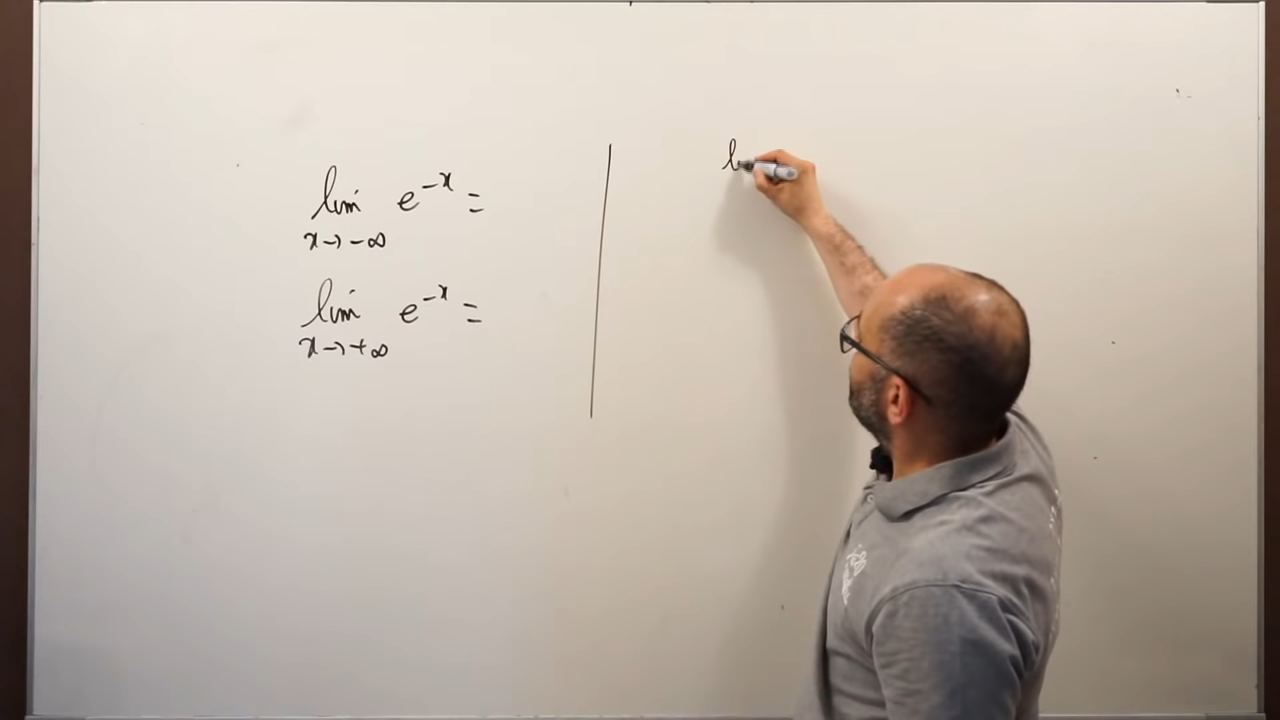 lim e^{-x} =
x→-∞
lim e^{-x} =
x→+∞
l